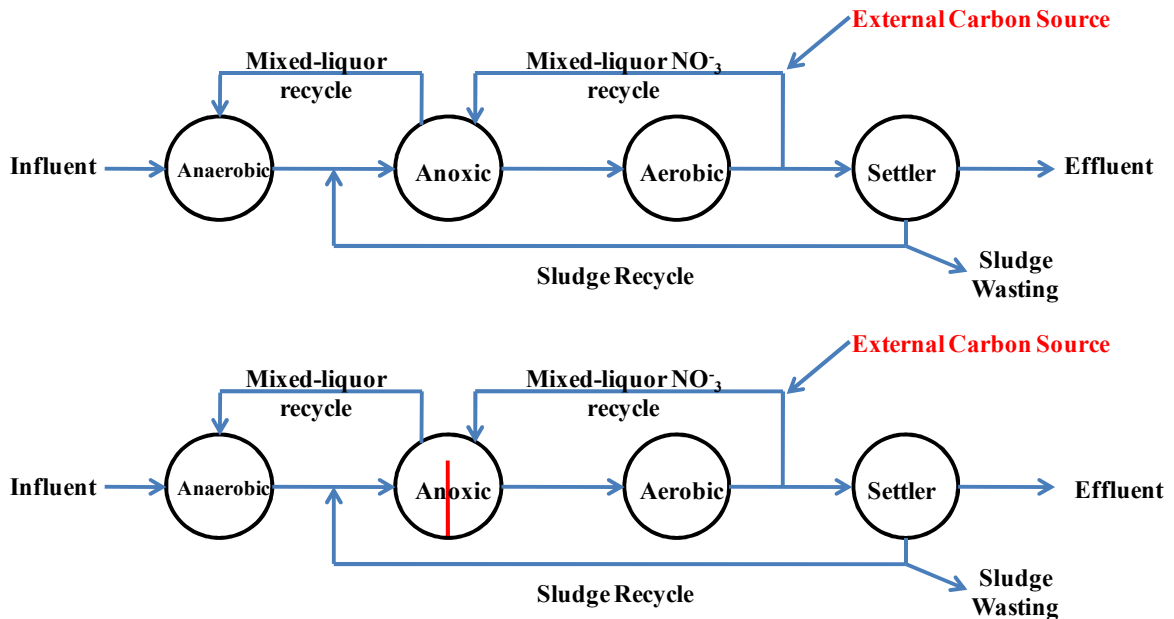 External Carbon Source
Mixed-liquor
recycle
Mixed-liquor NO⁻₃
recycle
Influent
Anaerobic
Anoxic
Aerobic
Settler
Effluent
Sludge Recycle
Sludge
Wasting
External Carbon Source
Mixed-liquor
recycle
Mixed-liquor NO⁻₃
recycle
Influent
Anaerobic
Anoxic
Aerobic
Settler
Effluent
Sludge Recycle
Sludge
Wasting